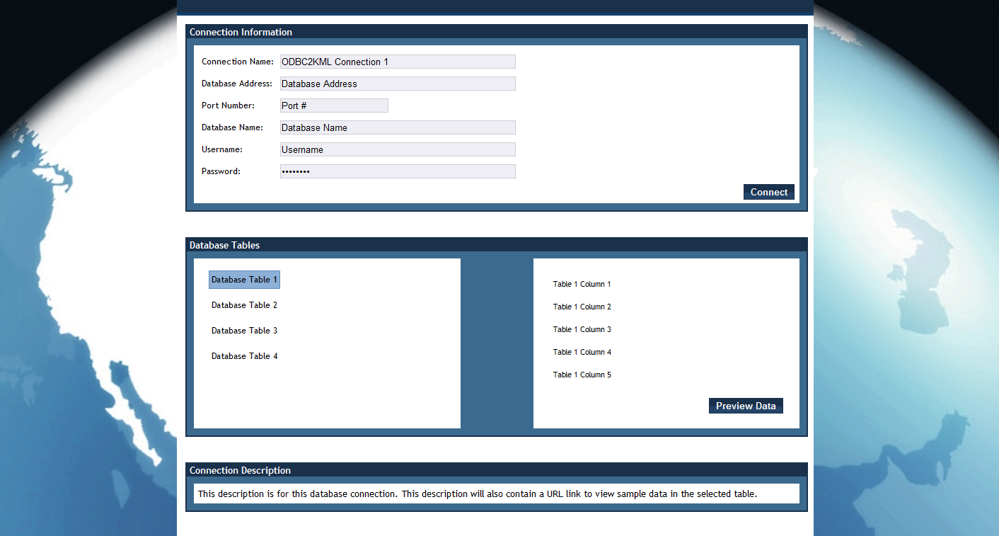 Connection Information
Connection Name: ODBC2KML Connection 1
Database Address: Database Address
Port Number: Port #
Database Name: Database Name
Username: Username
Password: ••••••••
Connect
Database Tables
Database Table 1
Database Table 2
Database Table 3
Database Table 4
Table 1 Column 1
Table 1 Column 2
Table 1 Column 3
Table 1 Column 4
Table 1 Column 5
Preview Data
Connection Description
This description is for this database connection. This description will also contain a URL link to view sample data in the selected table.